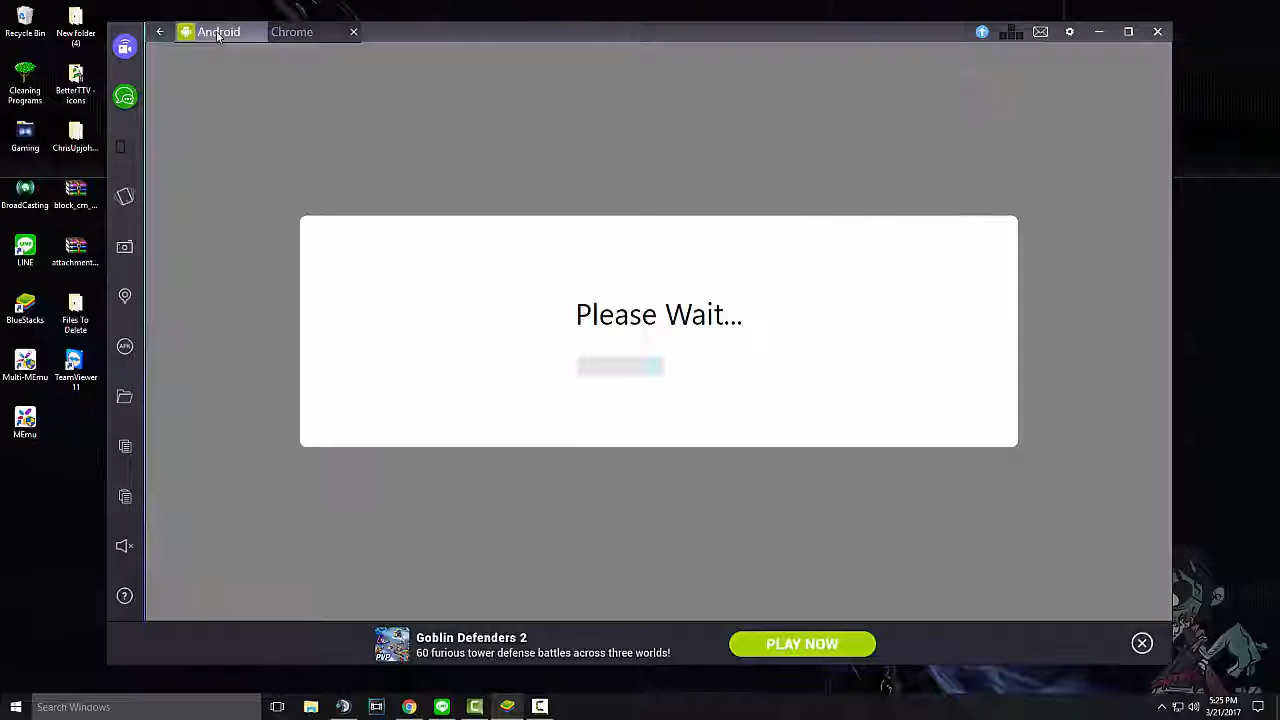 Recycle Bin
New folder
(4)
Cleaning
Programs
BetterTTV -
icons
Gaming
ChrisUpjoh...
BroadCasting
block_cm_...
LINE
attachment...
BlueStacks
Files To
Delete
Multi-MEmu
TeamViewer
11
MEmu
Android
Chrome
APK
Please Wait...
PVP
Goblin Defenders 2
60 furious tower defense battles across three worlds!
PLAY NOW
Search Windows
5:25 PM
3/21/2017